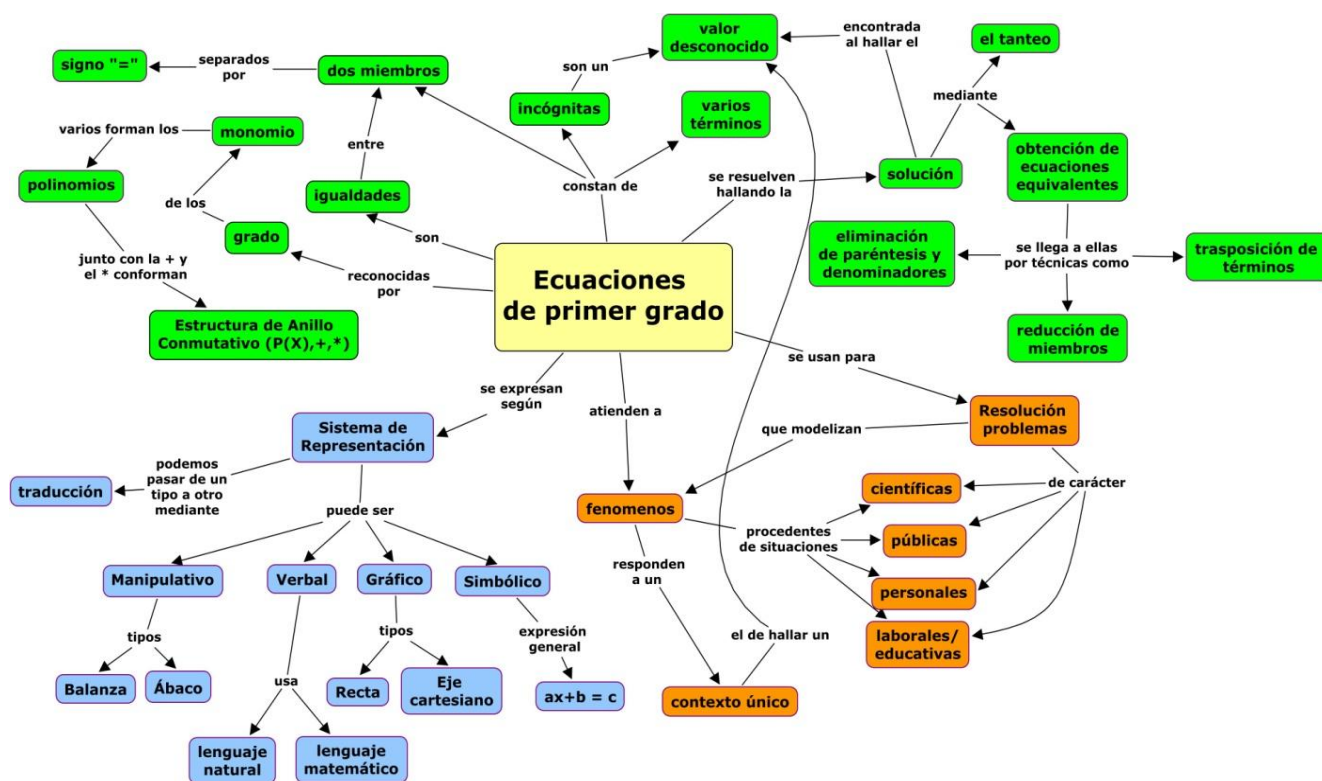 valor
desconocido
encontrada
al hallar el
el tanteo
signo "="
separados
por
dos miembros
son un
incógnitas
varios
términos
mediante
varios forman los
monomio
entre
obtención de
ecuaciones
equivalentes
polinomios
igualdades
constan de
se resuelven
hallando la
solución
de los
grado
son
eliminación
de paréntesis y
denominadores
se llega a ellas
por técnicas como
trasposición de
términos
junto con la + y
el * conforman
reconocidas
por
Ecuaciones
de primer grado
Estructura de Anillo
Conmutativo (P(X),+,*)
reducción de
miembros
se usan para
se expresan
según
atienden a
Resolución
problemas
Sistema de
Representación
que modelizan
podemos
pasar de un
tipo a otro
mediante
traducción
científicas
de carácter
fenomenos
procedentes
de situaciones
públicas
puede ser
responden
a un
Manipulativo
Verbal
Gráfico
Simbólico
personales
tipos
tipos
expresión
general
el de hallar un
laborales/
educativas
Balanza
Ábaco
usa
Recta
Eje
cartesiano
ax+b = c
contexto único
lenguaje
natural
lenguaje
matemático